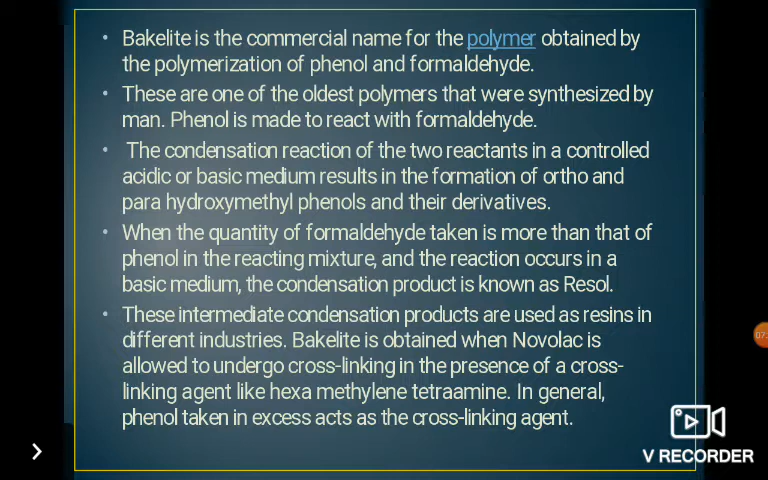 • Bakelite is the commercial name for the polymer obtained by
the polymerization of phenol and formaldehyde.
• These are one of the oldest polymers that were synthesized by
man. Phenol is made to react with formaldehyde.
• The condensation reaction of the two reactants in a controlled
acidic or basic medium results in the formation of ortho and
para hydroxymethyl phenols and their derivatives.
• When the quantity of formaldehyde taken is more than that of
phenol in the reacting mixture, and the reaction occurs in a
basic medium, the condensation product is known as Resol.
• These intermediate condensation products are used as resins in
different industries. Bakelite is obtained when Novolac is
allowed to undergo cross-linking in the presence of a cross-
linking agent like hexa methylene tetraamine. In general,
phenol taken in excess acts as the cross-linking agent.
V RECORDER